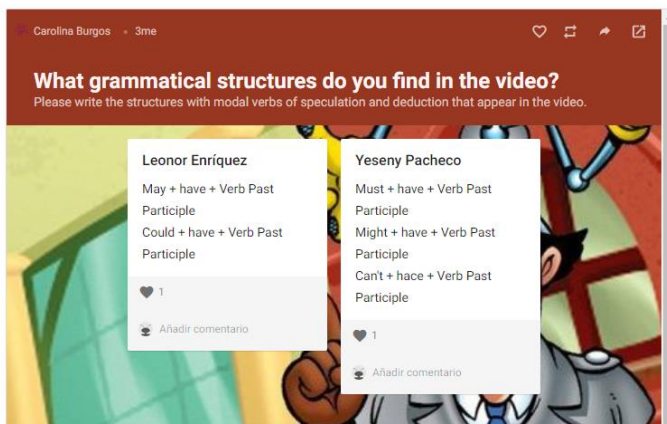 Carolina Burgos • 3me
What grammatical structures do you find in the video?
Please write the structures with modal verbs of speculation and deduction that appear in the video.
Leonor Enríquez
May + have + Verb Past
Participle
Could + have + Verb Past
Participle
1
Añadir comentario
Yeseny Pacheco
Must + have + Verb Past
Participle
Might + have + Verb Past
Participle
Can't + hace + Verb Past
Participle
1
Añadir comentario